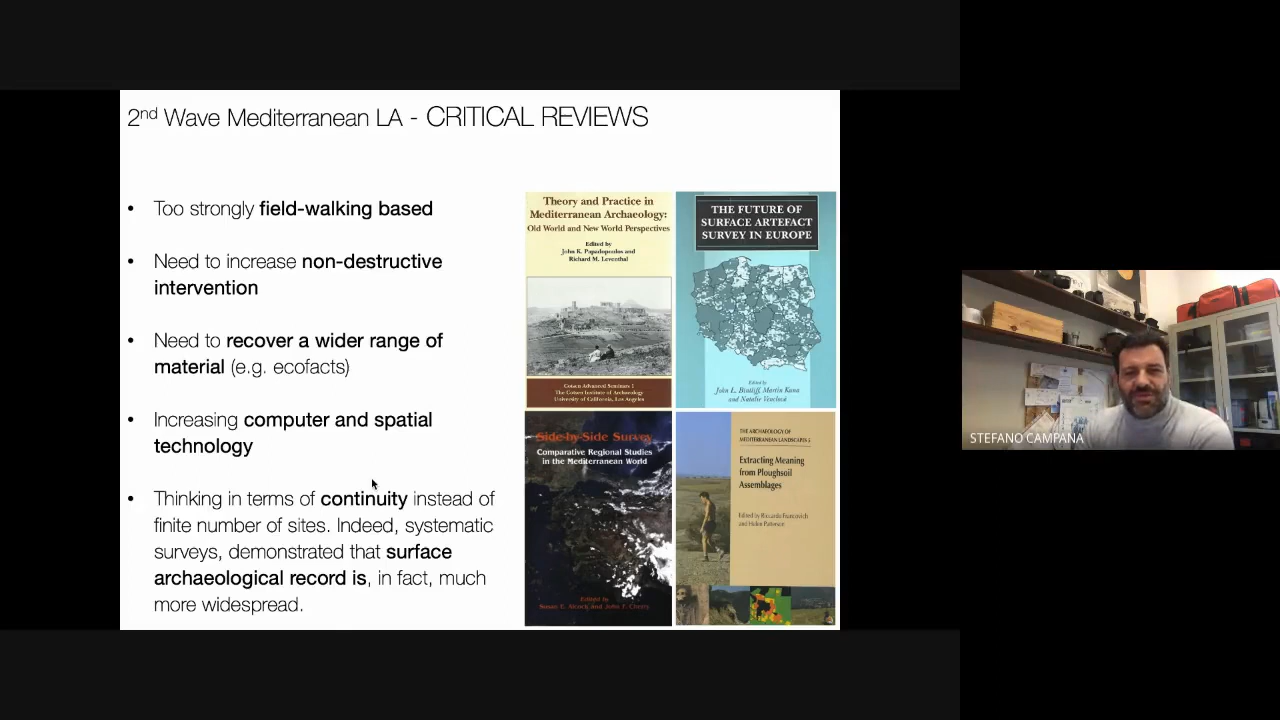 2nd Wave Mediterranean LA - CRITICAL REVIEWS
• Too strongly field-walking based
• Need to increase non-destructive
intervention
• Need to recover a wider range of
material (e.g. ecofacts)
• Increasing computer and spatial
technology
• Thinking in terms of continuity instead of
finite number of sites. Indeed, systematic
surveys, demonstrated that surface
archaeological record is, in fact, much
more widespread.
Theory and Practice in
Mediterranean Archaeology:
Old World and New World Perspectives
Edited by
John K. Papadopoulos and
Richard M. Leventhal
Cotsen Advanced Seminars 1
The Cotsen Institute of Archaeology
University of California, Los Angeles
THE FUTURE OF
SURFACE ARTEFACT
SURVEY IN EUROPE
Edited by
John L. Bintliff, Martin Kuna
and Natalie Venclová
Side-by-Side Survey
Comparative Regional Studies
in the Mediterranean World
Edited by
Susan E. Alcock and John F. Cherry
THE ARCHAEOLOGY OF
MEDITERRANEAN LANDSCAPES
Extracting Meaning
from Ploughsoil
Assemblages
Edited by Riccardo Francovich
and Helen Patterson
STEFANO CAMPANA